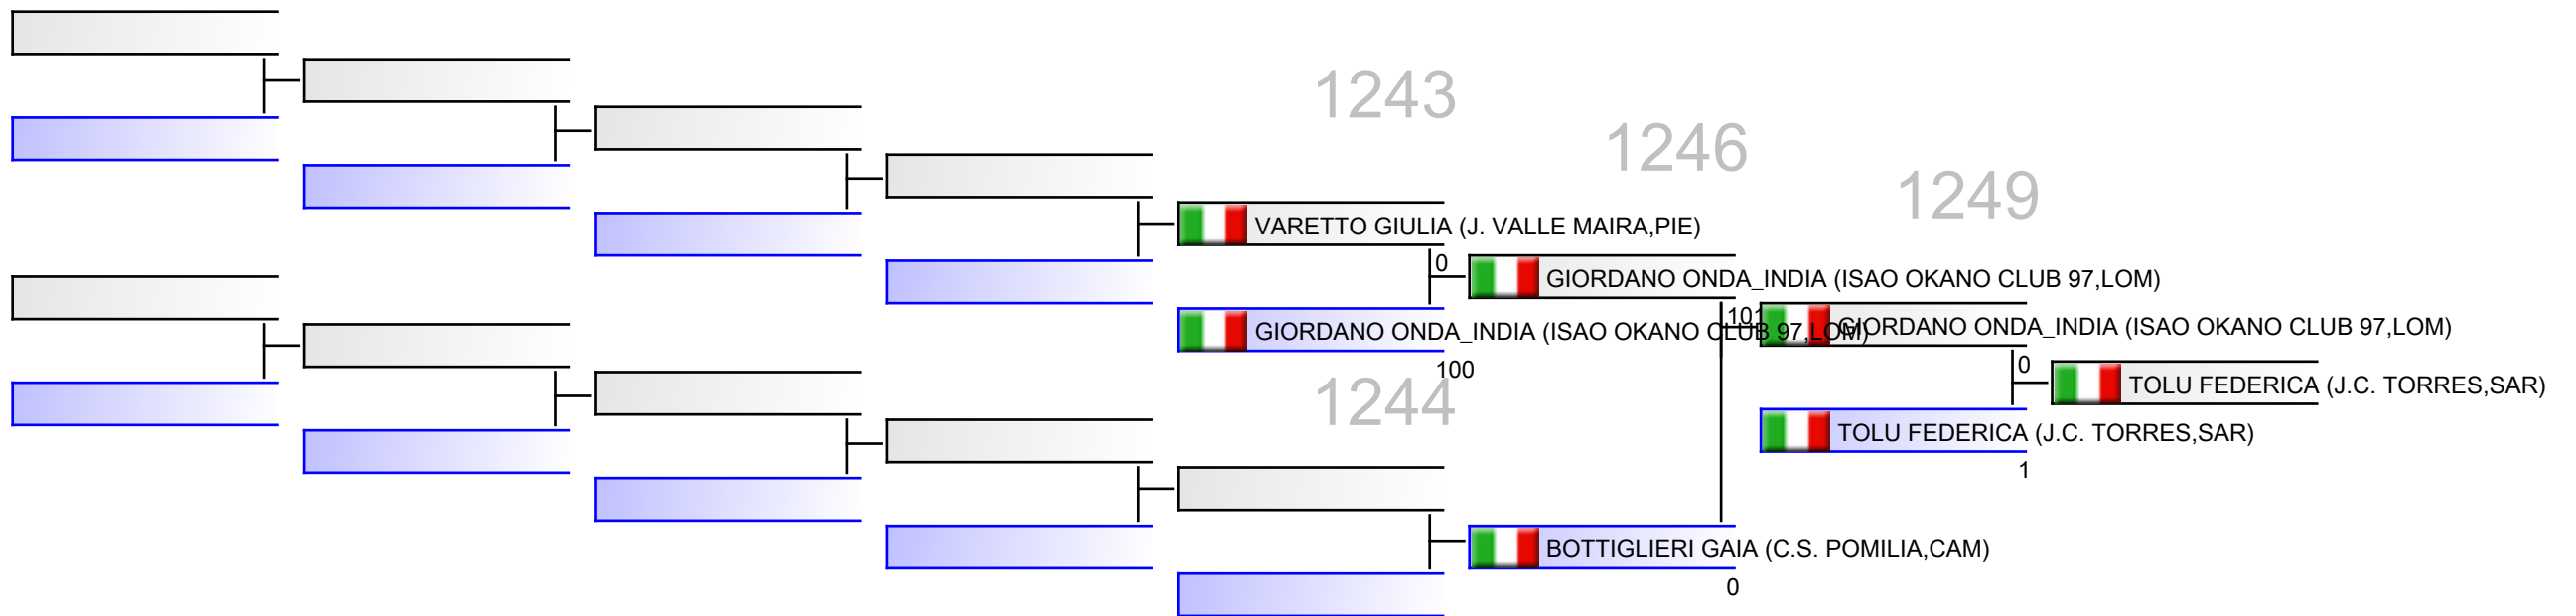 1243
1246
1249
VARETTO GIULIA (J. VALLE MAIRA,PIE)
0
GIORDANO ONDA_INDIA (ISAO OKANO CLUB 97,LOM)
101
GIORDANO ONDA_INDIA (ISAO OKANO CLUB 97,LOM)
GIORDANO ONDA_INDIA (ISAO OKANO CLUB 97,LOM)
0
100
TOLU FEDERICA (J.C. TORRES,SAR)
1244
TOLU FEDERICA (J.C. TORRES,SAR)
1
BOTTIGLIERI GAIA (C.S. POMILIA,CAM)
0